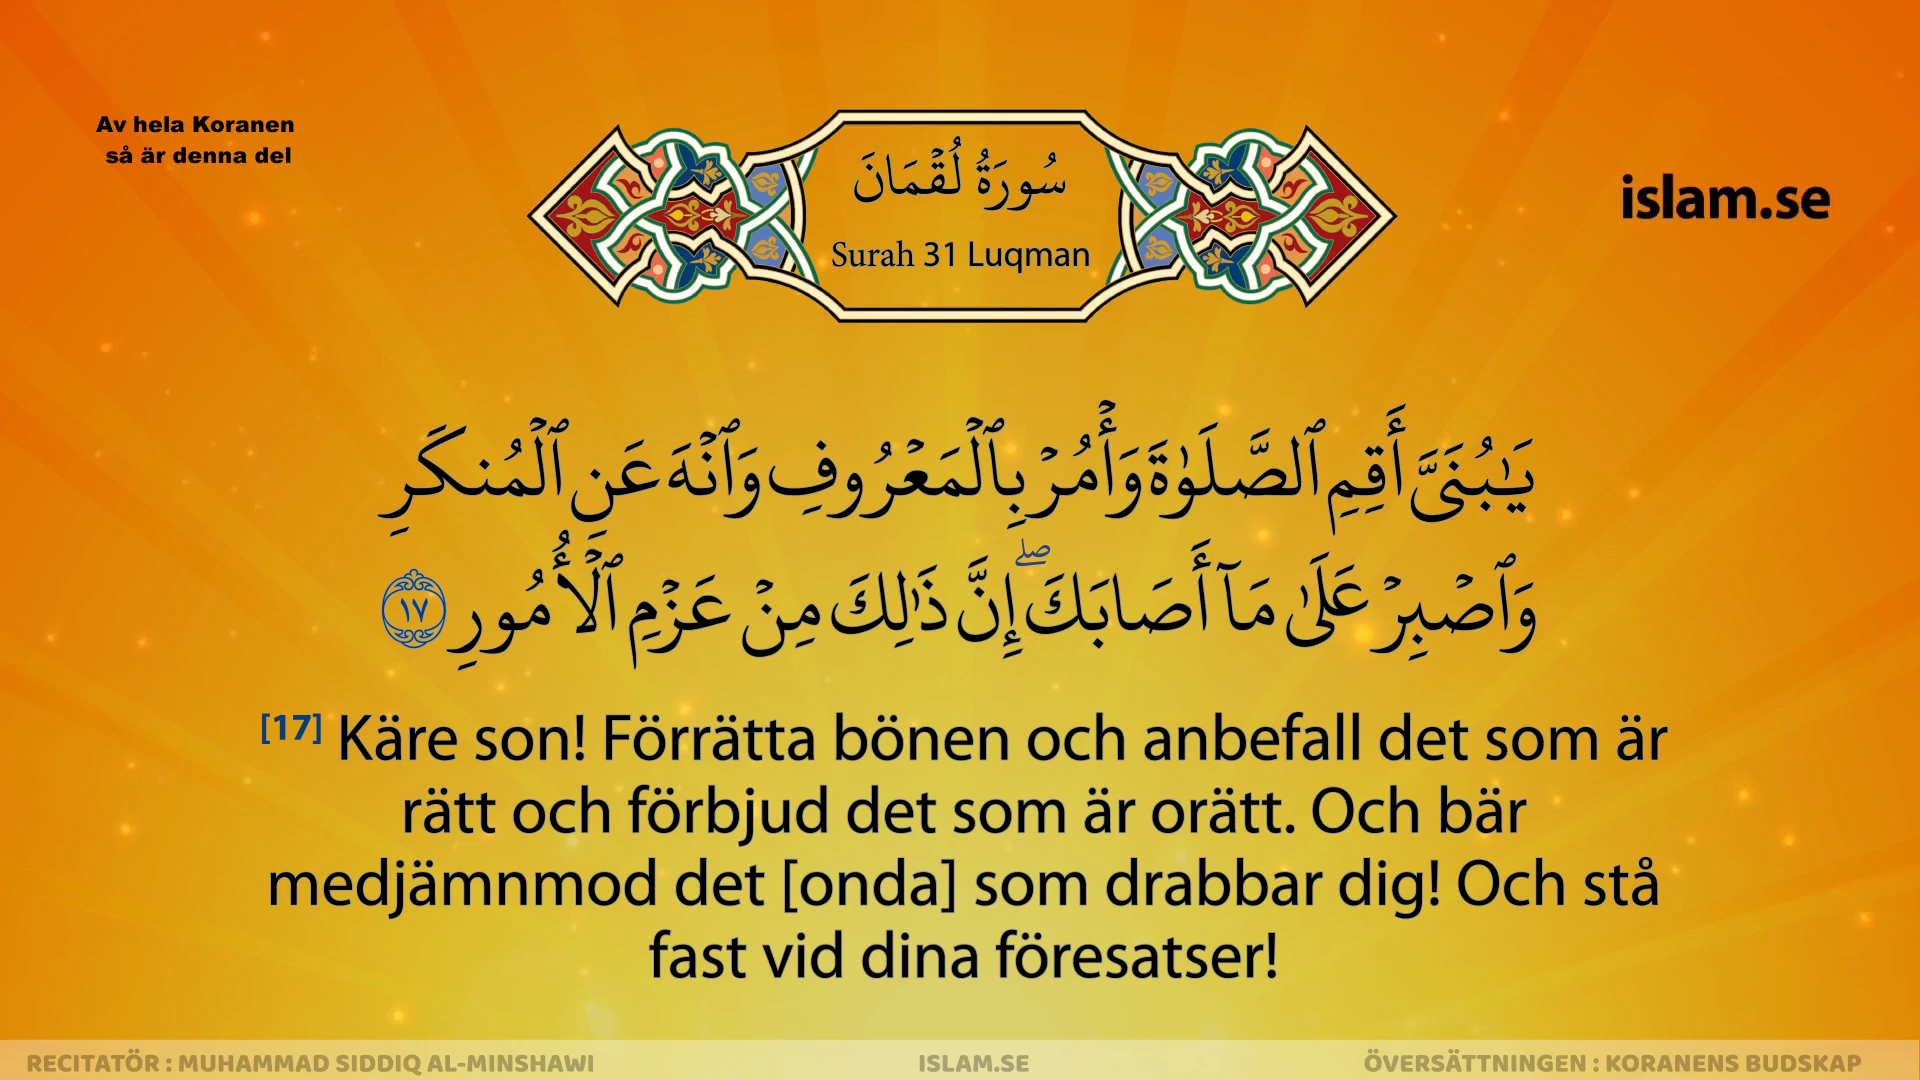 Av hela Koranen
så är denna del
سُورَةُ لُقْمَانَ
Surah 31 Luqman
islam.se
يَٰبُنَىَّ أَقِمِ ٱلصَّلَوٰةَ وَأْمُرْ بِٱلْمَعْرُوفِ وَٱنْهَ عَنِ ٱلْمُنكَرِ
وَٱصْبِرْ عَلَىٰ مَآ أَصَابَكَ ۖ إِنَّ ذَٰلِكَ مِنْ عَزْمِ ٱلْأُمُورِ ١٧
[17] Käre son! Förrätta bönen och anbefall det som är
rätt och förbjud det som är orätt. Och bär
medjämnmod det [onda] som drabbar dig! Och stå
fast vid dina föresatser!
RECITATÖR : MUHAMMAD SIDDIQ AL-MINSHAWI
ISLAM.SE
ÖVERSÄTTNINGEN : KORANENS BUDSKAP